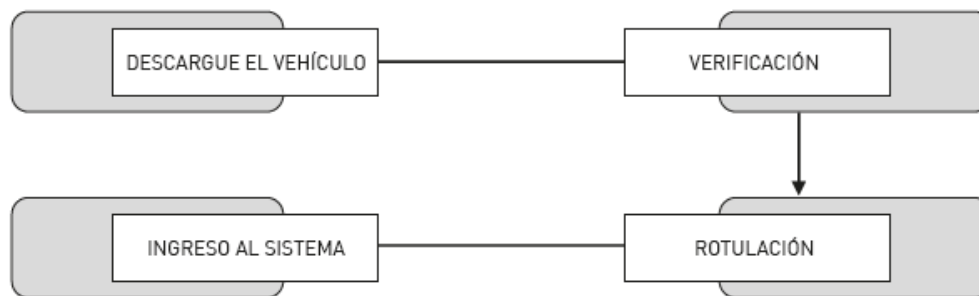 DESCARGUE EL VEHÍCULO
VERIFICACIÓN
INGRESO AL SISTEMA
ROTULACIÓN